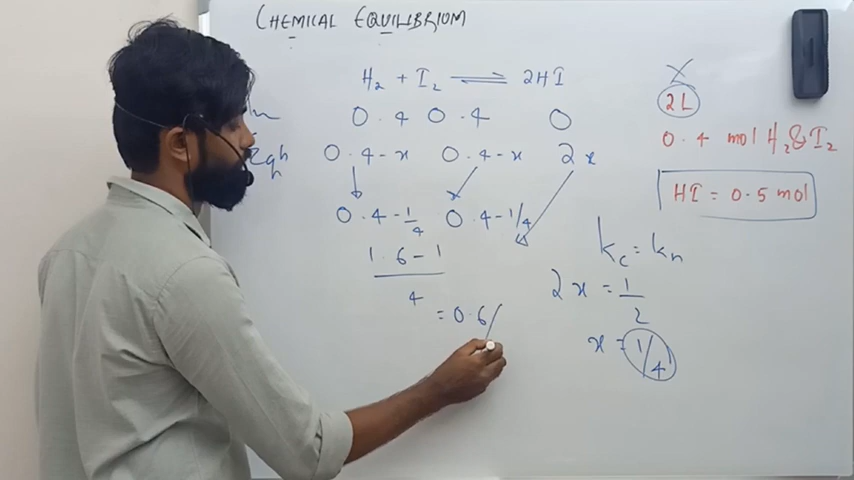 CHEMICAL EQUILIBRIUM
H₂ + I₂ ⇌ 2HI
0.4 0.4 0
0.4-x 0.4-x 2x
0.4-1/4 0.4-1/4
1.6-1
4
= 0.6/
X
2L
0.4 mol H₂ & I₂
HI = 0.5 mol
kc = kn
2x = 1/2
x = 1/4